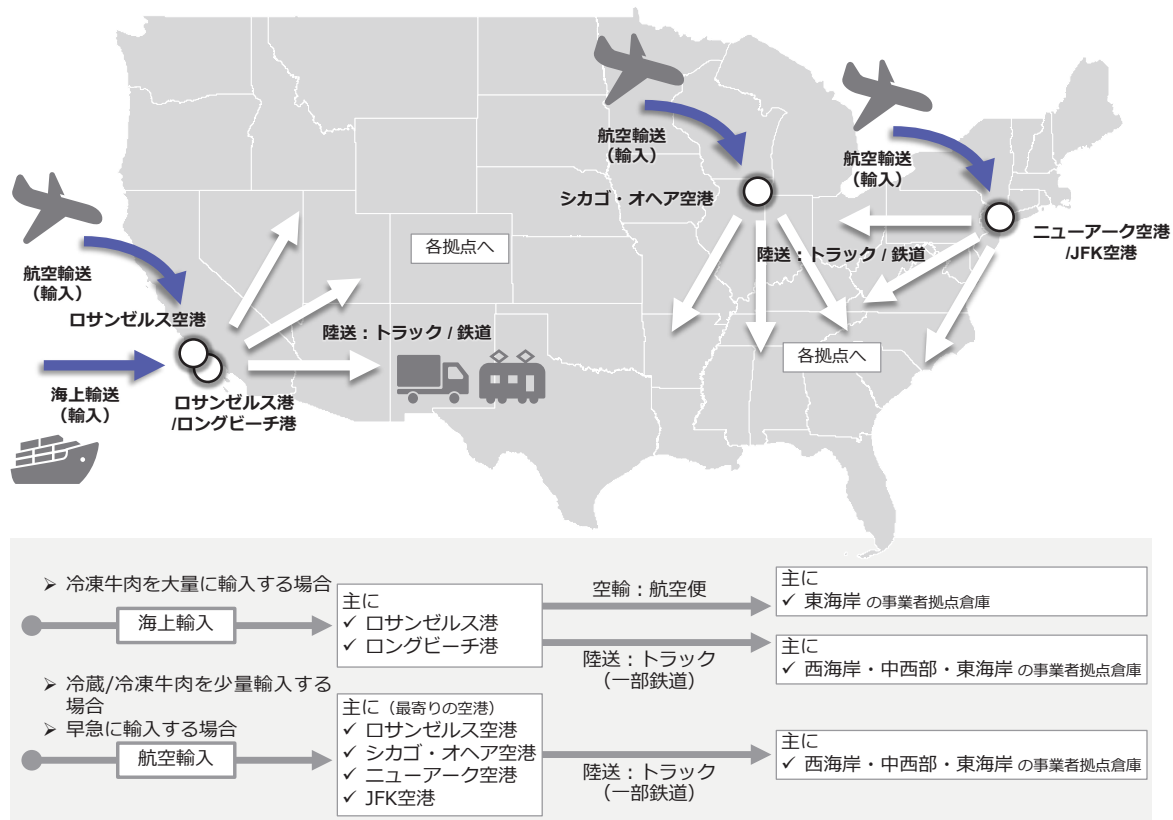 航空輸送
(輸入)
航空輸送
(輸入)
シカゴ・オヘア空港
ニューアーク空港
/JFK空港
各拠点へ
陸送:トラック / 鉄道
航空輸送
(輸入)
ロサンゼルス空港
陸送:トラック / 鉄道
各拠点へ
海上輸送
(輸入)
ロサンゼルス港
/ロングビーチ港
➢ 冷凍牛肉を大量に輸入する場合
海上輸入
主に
✓ ロサンゼルス港
✓ ロングビーチ港
空輸:航空便
主に
✓ 東海岸 の事業者拠点倉庫
陸送:トラック
(一部鉄道)
主に
✓ 西海岸・中西部・東海岸 の事業者拠点倉庫
➢ 冷蔵/冷凍牛肉を少量輸入する
場合
➢ 早急に輸入する場合
航空輸入
主に(最寄りの空港)
✓ ロサンゼルス空港
✓ シカゴ・オヘア空港
✓ ニューアーク空港
✓ JFK空港
陸送:トラック
(一部鉄道)
主に
✓ 西海岸・中西部・東海岸 の事業者拠点倉庫